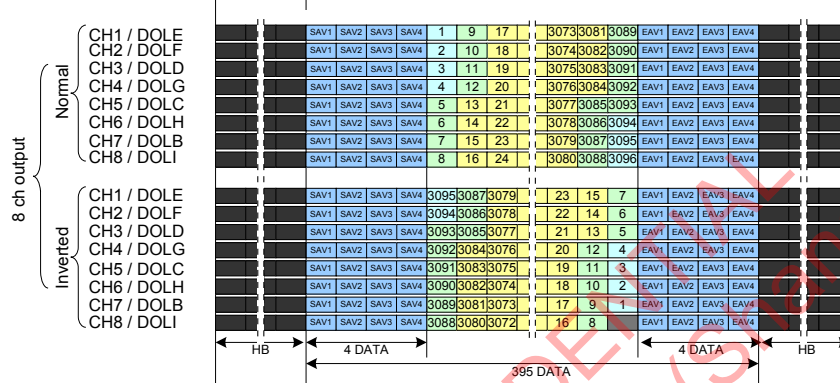 8 ch output
Normal
CH1 / DOLE SAV1 SAV2 SAV3 SAV4 1 9 17 3073 3081 3089 EAV1 EAV2 EAV3 EAV4
CH2 / DOLF SAV1 SAV2 SAV3 SAV4 2 10 18 3074 3082 3090 EAV1 EAV2 EAV3 EAV4
CH3 / DOLD SAV1 SAV2 SAV3 SAV4 3 11 19 3075 3083 3091 EAV1 EAV2 EAV3 EAV4
CH4 / DOLG SAV1 SAV2 SAV3 SAV4 4 12 20 3076 3084 3092 EAV1 EAV2 EAV3 EAV4
CH5 / DOLC SAV1 SAV2 SAV3 SAV4 5 13 21 3077 3085 3093 EAV1 EAV2 EAV3 EAV4
CH6 / DOLH SAV1 SAV2 SAV3 SAV4 6 14 22 3078 3086 3094 EAV1 EAV2 EAV3 EAV4
CH7 / DOLB SAV1 SAV2 SAV3 SAV4 7 15 23 3079 3087 3095 EAV1 EAV2 EAV3 EAV4
CH8 / DOLI SAV1 SAV2 SAV3 SAV4 8 16 24 3080 3088 3096 EAV1 EAV2 EAV3 EAV4
Inverted
CH1 / DOLE SAV1 SAV2 SAV3 SAV4 3095 3087 3079 23 15 7 EAV1 EAV2 EAV3 EAV4
CH2 / DOLF SAV1 SAV2 SAV3 SAV4 3094 3086 3078 22 14 6 EAV1 EAV2 EAV3 EAV4
CH3 / DOLD SAV1 SAV2 SAV3 SAV4 3093 3085 3077 21 13 5 EAV1 EAV2 EAV3 EAV4
CH4 / DOLG SAV1 SAV2 SAV3 SAV4 3092 3084 3076 20 12 4 EAV1 EAV2 EAV3 EAV4
CH5 / DOLC SAV1 SAV2 SAV3 SAV4 3091 3083 3075 19 11 3 EAV1 EAV2 EAV3 EAV4
CH6 / DOLH SAV1 SAV2 SAV3 SAV4 3090 3082 3074 18 10 2 EAV1 EAV2 EAV3 EAV4
CH7 / DOLB SAV1 SAV2 SAV3 SAV4 3089 3081 3073 17 9 1 EAV1 EAV2 EAV3 EAV4
CH8 / DOLI SAV1 SAV2 SAV3 SAV4 3088 3080 3072 16 8 EAV1 EAV2 EAV3 EAV4
HB 4 DATA 4 DATA HB
395 DATA